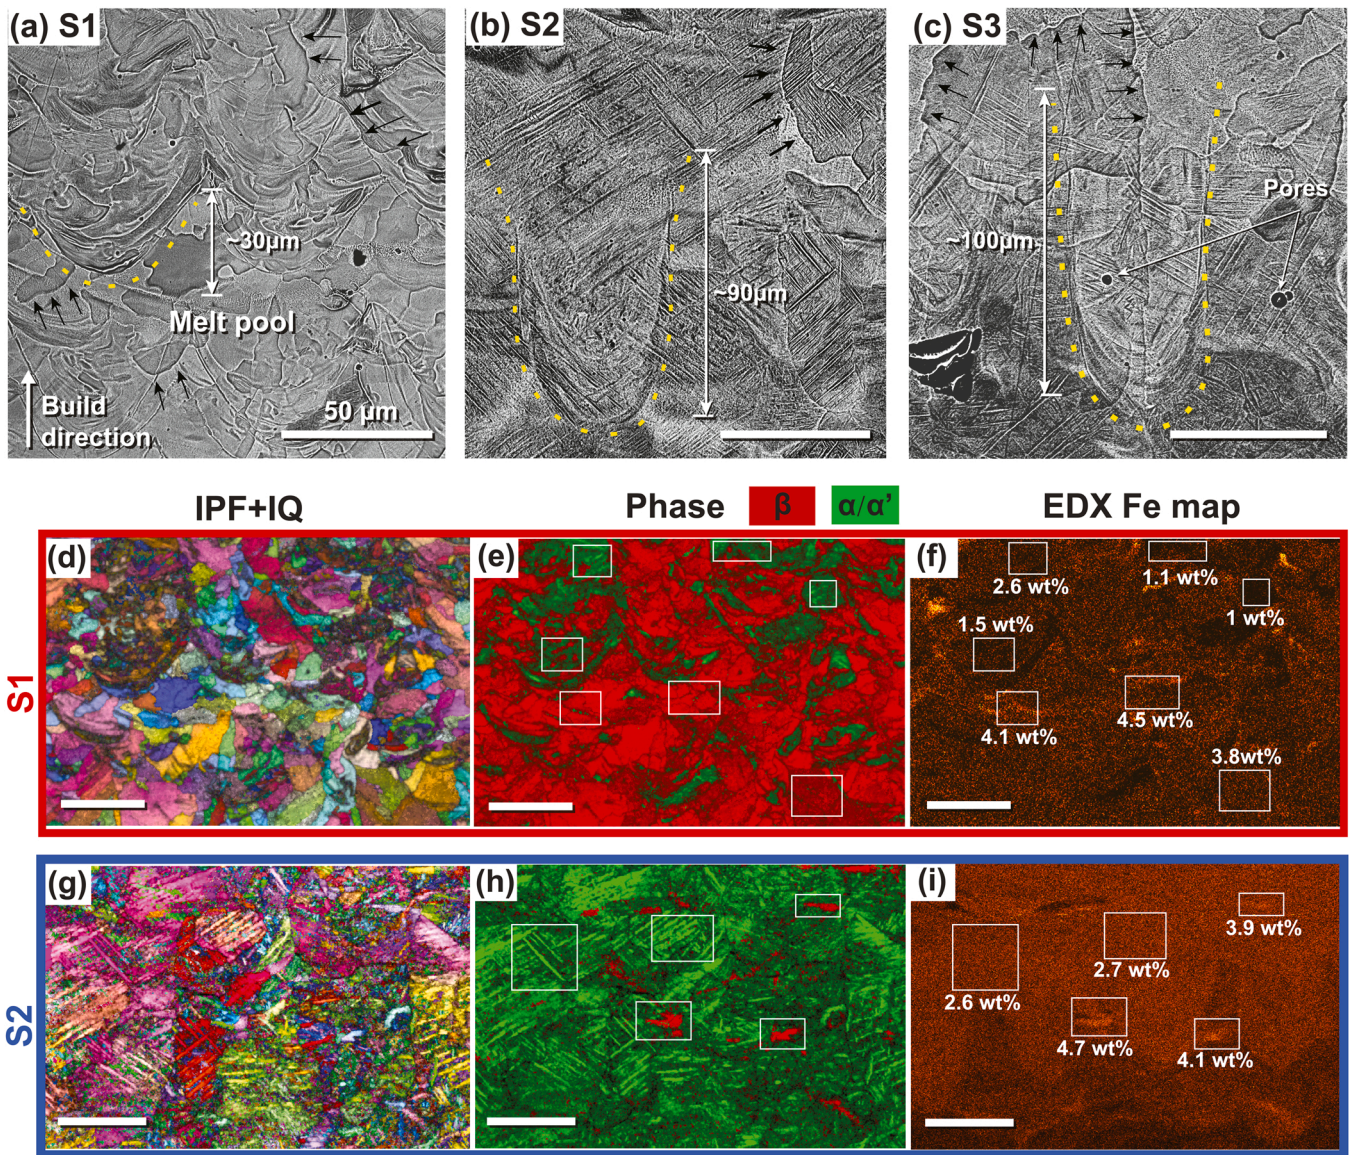 (a) S1
(b) S2
(c) S3
~30µm
Melt pool
Build
direction
50 µm
~90µm
~100µm
Pores
IPF+IQ
Phase β α/α’
EDX Fe map
S1
(d)
(e)
(f)
2.6 wt%
1.1 wt%
1 wt%
1.5 wt%
4.1 wt%
4.5 wt%
3.8wt%
S2
(g)
(h)
(i)
3.9 wt%
2.7 wt%
2.6 wt%
4.7 wt%
4.1 wt%